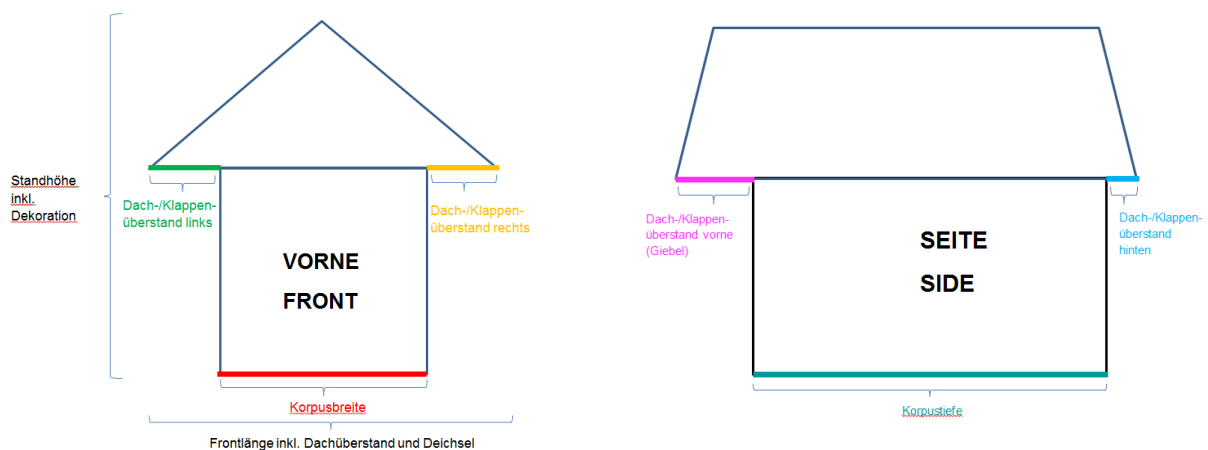 Standhöhe
inkl.
Dekoration
Dach-/Klappen-
überstand links
Dach-/Klappen-
überstand rechts
VORNE
FRONT
Korpusbreite
Frontlänge inkl. Dachüberstand und Deichsel
Dach-/Klappen-
überstand vorne
(Giebel)
SEITE
SIDE
Dach-/Klappen-
überstand
hinten
Korpustiefe